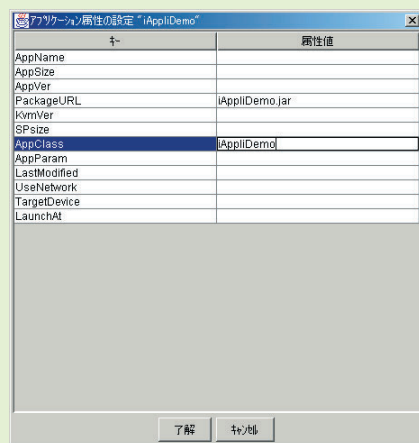 アプリケーション属性の設定 "iAppliDemo"
キー 属性値
AppName
AppSize
AppVer
PackageURL iAppliDemo.jar
KvmVer
SPsize
AppClass iAppliDemo
AppParam
LastModified
UseNetwork
TargetDevice
LaunchAt
了解 キャンセル